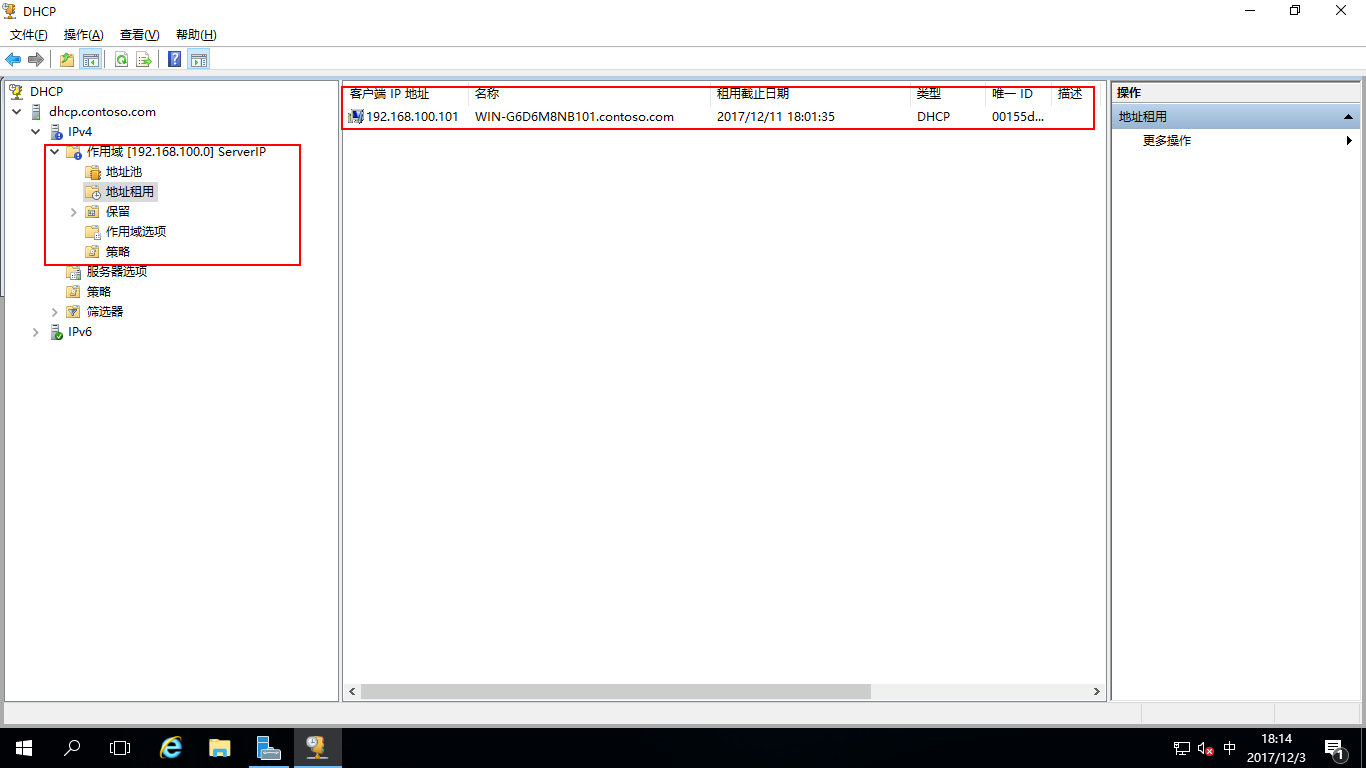 DHCP
文件(F) 操作(A) 查看(V) 帮助(H)
DHCP
dhcp.contoso.com
IPv4
作用域 [192.168.100.0] ServerIP
地址池
地址租用
保留
作用域选项
策略
服务器选项
策略
筛选器
IPv6
客户端 IP 地址 名称 租用截止日期 类型 唯一 ID 描述
192.168.100.101 WIN-G6D6M8NB101.contoso.com 2017/12/11 18:01:35 DHCP 00155d...
操作
地址租用
更多操作
中
18:14
2017/12/3
1